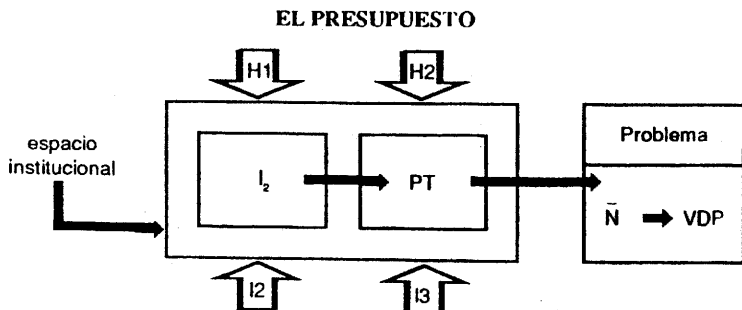 EL PRESUPUESTO
H1
H2
espacio
institucional
I₂
PT
Problema
N̄
VDP
I2
I3